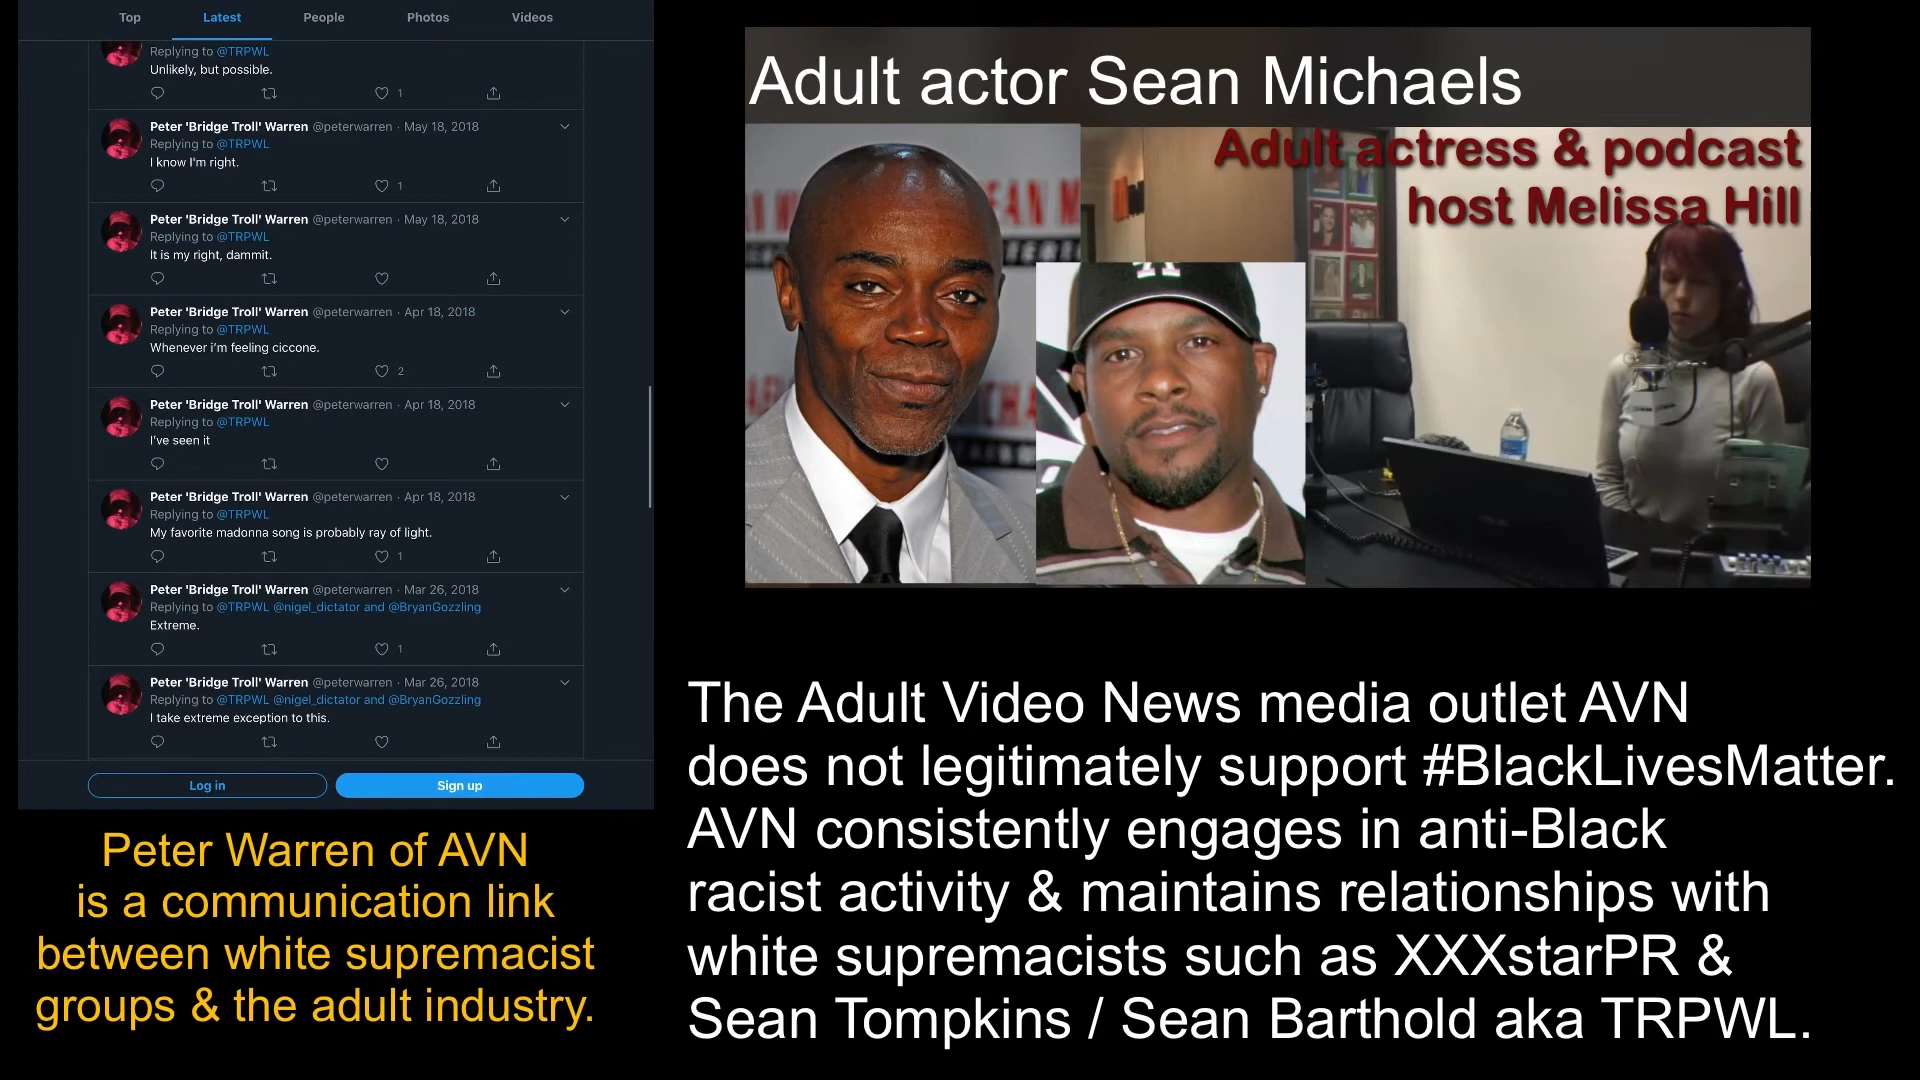 Top Latest People Photos Videos
Replying to @TRPWL
Unlikely, but possible.
1
Peter 'Bridge Troll' Warren @peterwarren · May 18, 2018
Replying to @TRPWL
I know I'm right.
1
Peter 'Bridge Troll' Warren @peterwarren · May 18, 2018
Replying to @TRPWL
It is my right, dammit.
Peter 'Bridge Troll' Warren @peterwarren · Apr 18, 2018
Replying to @TRPWL
Whenever i'm feeling ciccone.
2
Peter 'Bridge Troll' Warren @peterwarren · Apr 18, 2018
Replying to @TRPWL
I've seen it
Peter 'Bridge Troll' Warren @peterwarren · Apr 18, 2018
Replying to @TRPWL
My favorite madonna song is probably ray of light.
1
Peter 'Bridge Troll' Warren @peterwarren · Mar 26, 2018
Replying to @TRPWL @nigel_dictator and @BryanGozzling
Extreme.
1
Peter 'Bridge Troll' Warren @peterwarren · Mar 26, 2018
Replying to @TRPWL @nigel_dictator and @BryanGozzling
I take extreme exception to this.
Log in Sign up
Peter Warren of AVN
is a communication link
between white supremacist
groups & the adult industry.
Adult actor Sean Michaels
Adult actress & podcast
host Melissa Hill
The Adult Video News media outlet AVN
does not legitimately support #BlackLivesMatter.
AVN consistently engages in anti-Black
racist activity & maintains relationships with
white supremacists such as XXXstarPR &
Sean Tompkins / Sean Barthold aka TRPWL.